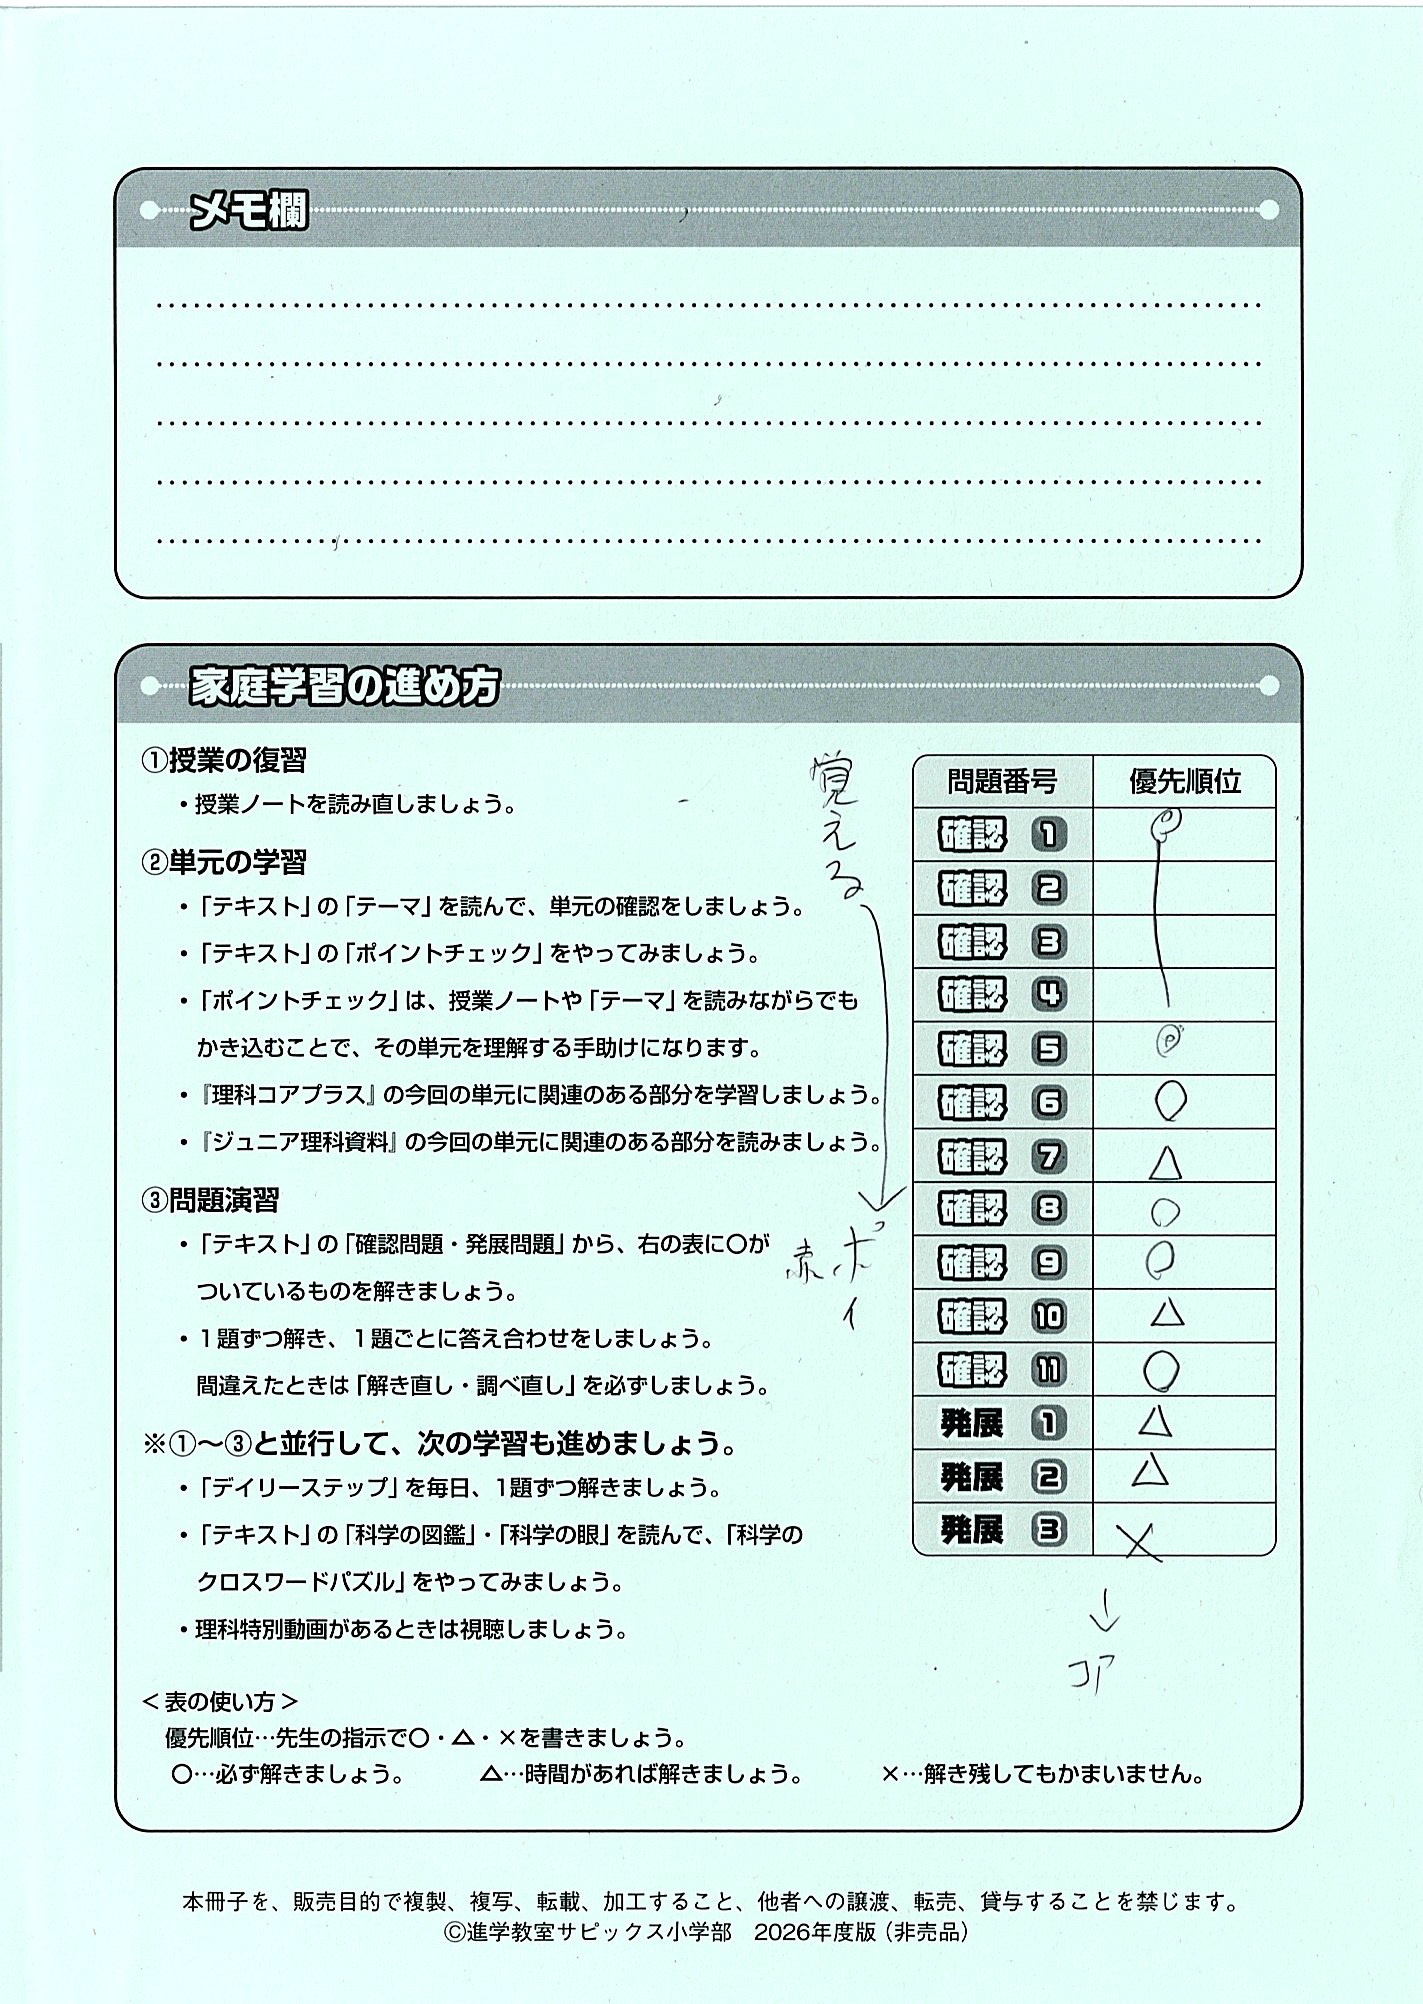 メモ欄
家庭学習の進め方
①授業の復習
・授業ノートを読み直しましょう。
②単元の学習
・「テキスト」の「テーマ」を読んで、単元の確認をしましょう。
・「テキスト」の「ポイントチェック」をやってみましょう。
・「ポイントチェック」は、授業ノートや「テーマ」を読みながらでも
かき込むことで、その単元を理解する手助けになります。
・『理科コアプラス』の今回の単元に関連のある部分を学習しましょう。
・『ジュニア理科資料』の今回の単元に関連のある部分を読みましょう。
③問題演習
・「テキスト」の「確認問題・発展問題」から、右の表に〇が
ついているものを解きましょう。
・１題ずつ解き、１題ごとに答え合わせをしましょう。
間違えたときは「解き直し・調べ直し」を必ずしましょう。
※①～③と並行して、次の学習も進めましょう。
・「デイリーステップ」を毎日、1題ずつ解きましょう。
・「テキスト」の「科学の図鑑」・「科学の眼」を読んで、「科学の
クロスワードパズル」をやってみましょう。
・理科特別動画があるときは視聴しましょう。
覚える
↓
赤ポイ
問題番号 優先順位
確認 1
確認 2
確認 3
確認 4
確認 5
確認 6 〇
確認 7 △
確認 8 〇
確認 9 〇
確認 10 △
確認 11 〇
発展 1 △
発展 2 △
発展 3 ×
↓
コア
＜表の使い方＞
優先順位…先生の指示で〇・△・×を書きましょう。
〇…必ず解きましょう。 △…時間があれば解きましょう。 ×…解き残してもかまいません。
本冊子を、販売目的で複製、複写、転載、加工すること、他者への譲渡、転売、貸与することを禁じます。
©進学教室サピックス小学部 2026年度版（非売品）